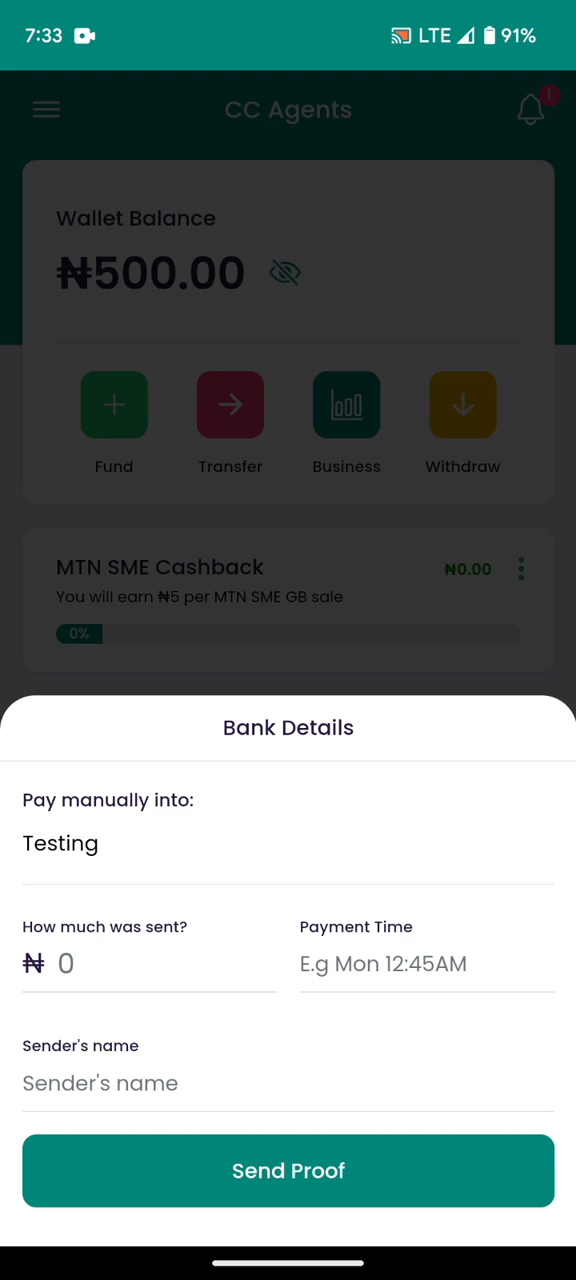 7:33 LTE 91%
CC Agents 1
Wallet Balance
₦500.00
Fund Transfer Business Withdraw
MTN SME Cashback ₦0.00
You will earn ₦5 per MTN SME GB sale
0%
Bank Details
Pay manually into:
Testing
How much was sent? Payment Time
₦ 0 E.g Mon 12:45AM
Sender's name
Sender's name
Send Proof